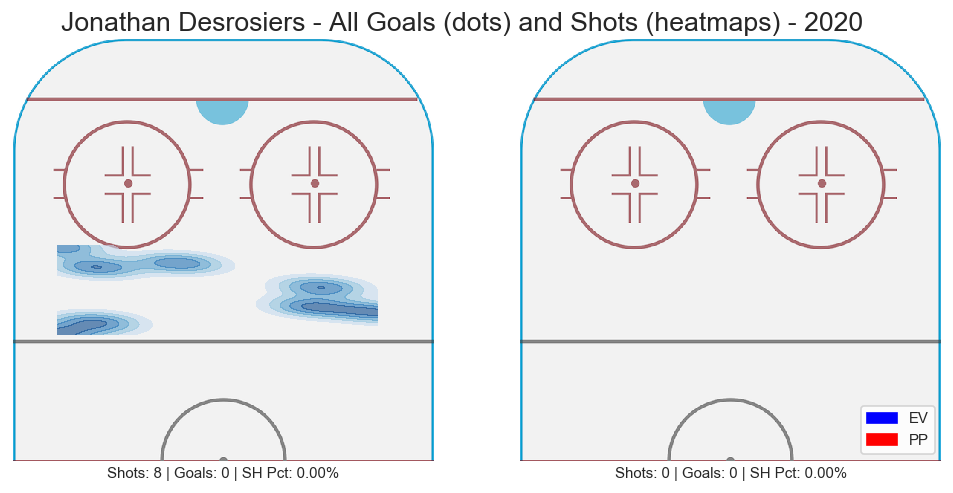 Jonathan Desrosiers - All Goals (dots) and Shots (heatmaps) - 2020
EV
PP
Shots: 8 | Goals: 0 | SH Pct: 0.00%
Shots: 0 | Goals: 0 | SH Pct: 0.00%